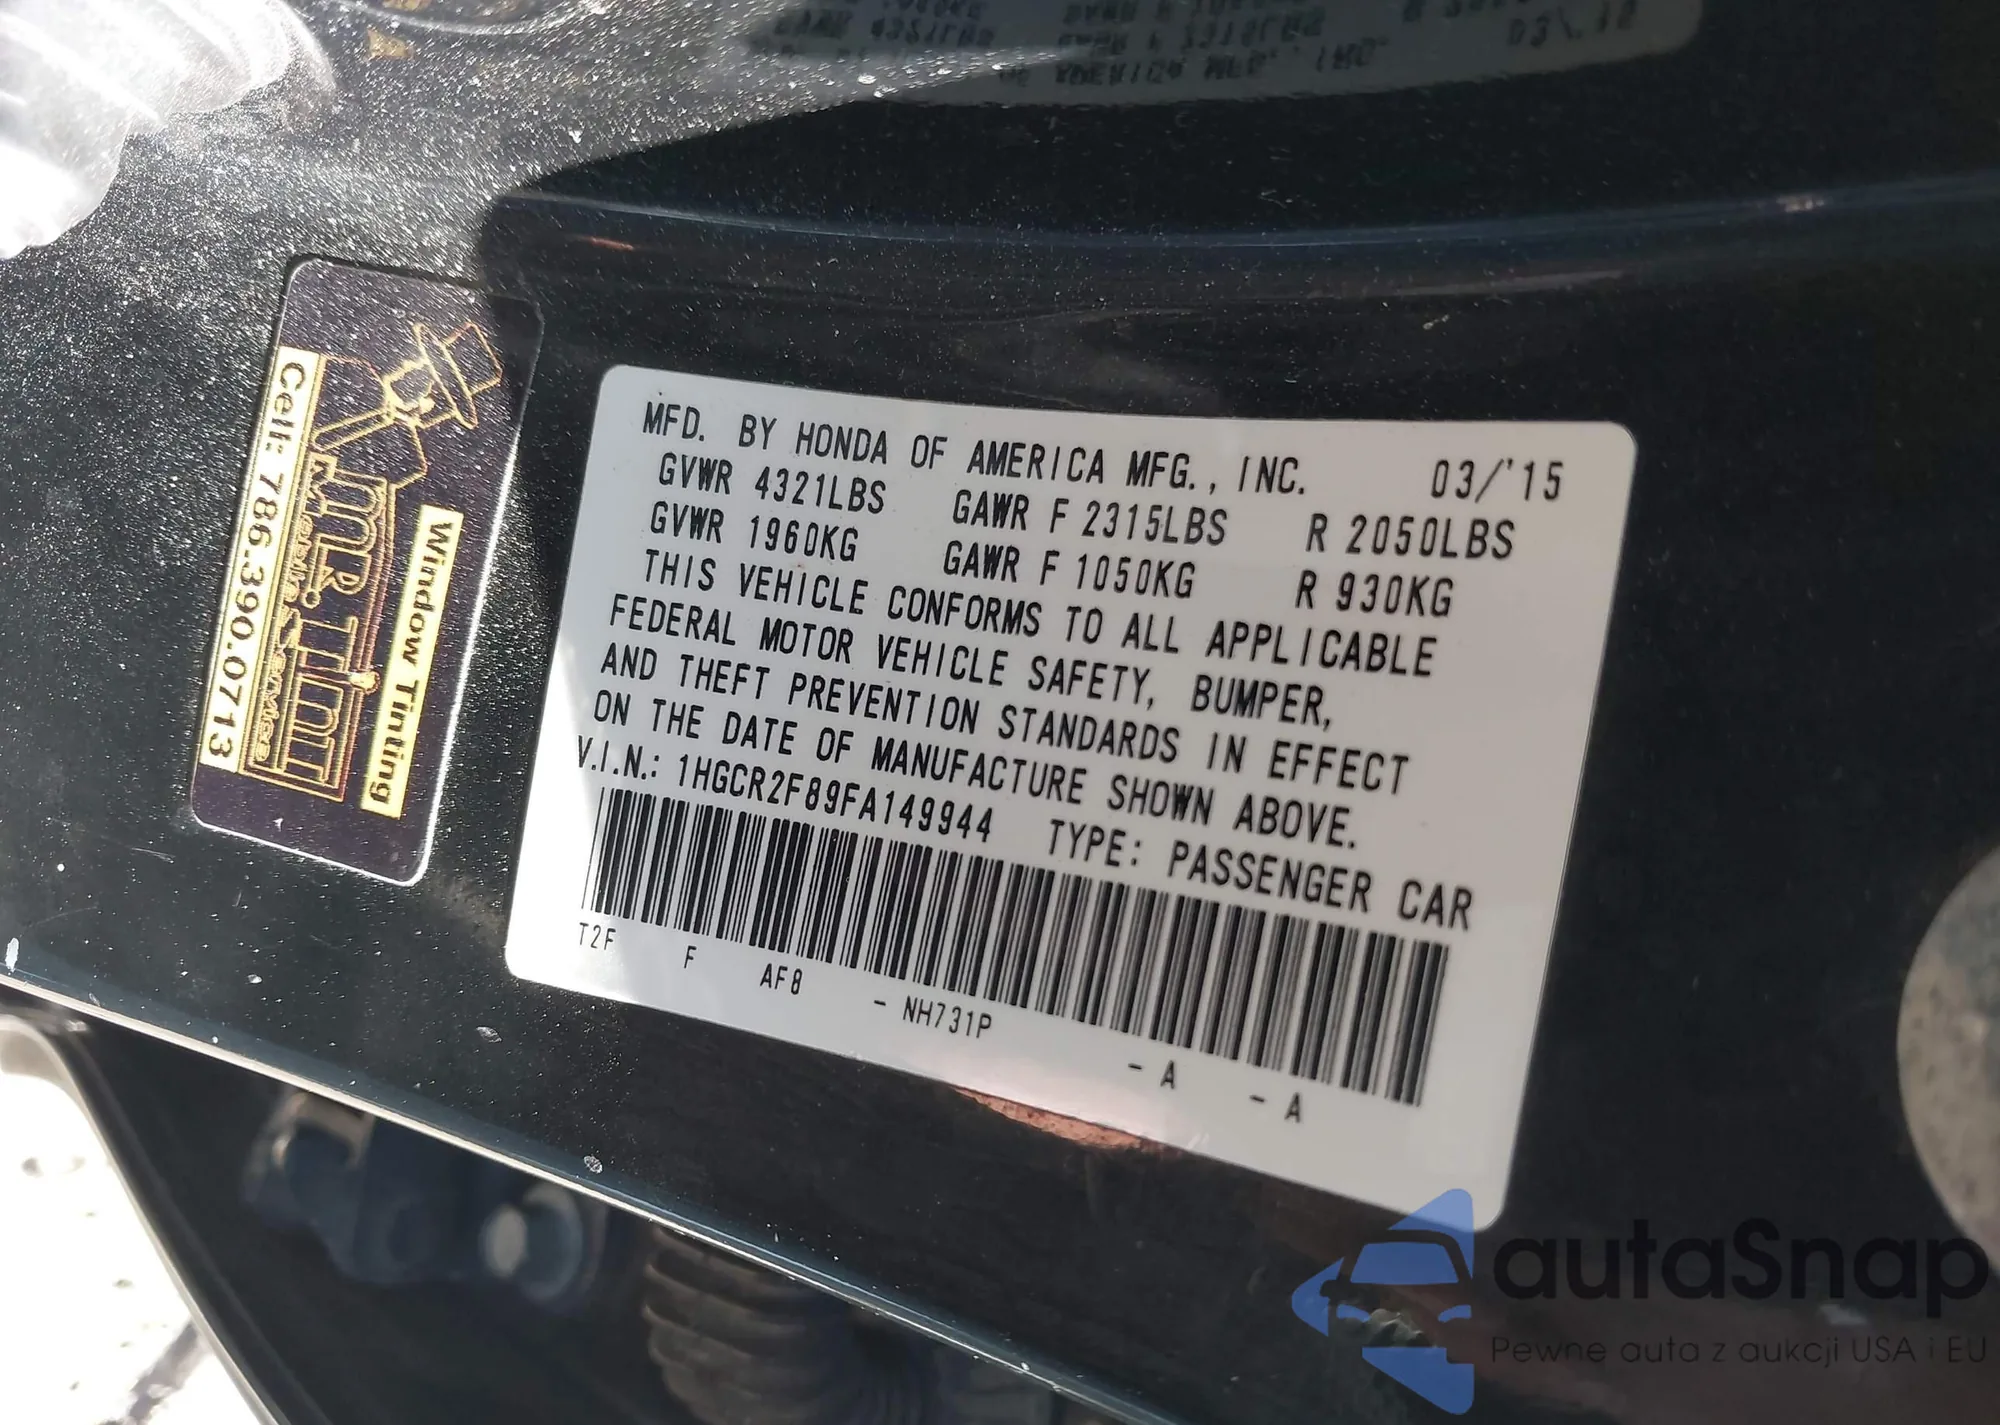 MFD. BY HONDA OF AMERICA MFG., INC. 03/'15
GVWR 4321LBS GAWR F 2315LBS R 2050LBS
GVWR 1960KG GAWR F 1050KG R 930KG
THIS VEHICLE CONFORMS TO ALL APPLICABLE
FEDERAL MOTOR VEHICLE SAFETY, BUMPER,
AND THEFT PREVENTION STANDARDS IN EFFECT
ON THE DATE OF MANUFACTURE SHOWN ABOVE.
V.I.N.: 1HGCR2F89FA149944 TYPE: PASSENGER CAR
T2F F AF8 - NH731P - A - A
Window Tinting
MR Tint
Cell: 786.390.0713
autaSnap
Pewne auta z aukcji USA i EU